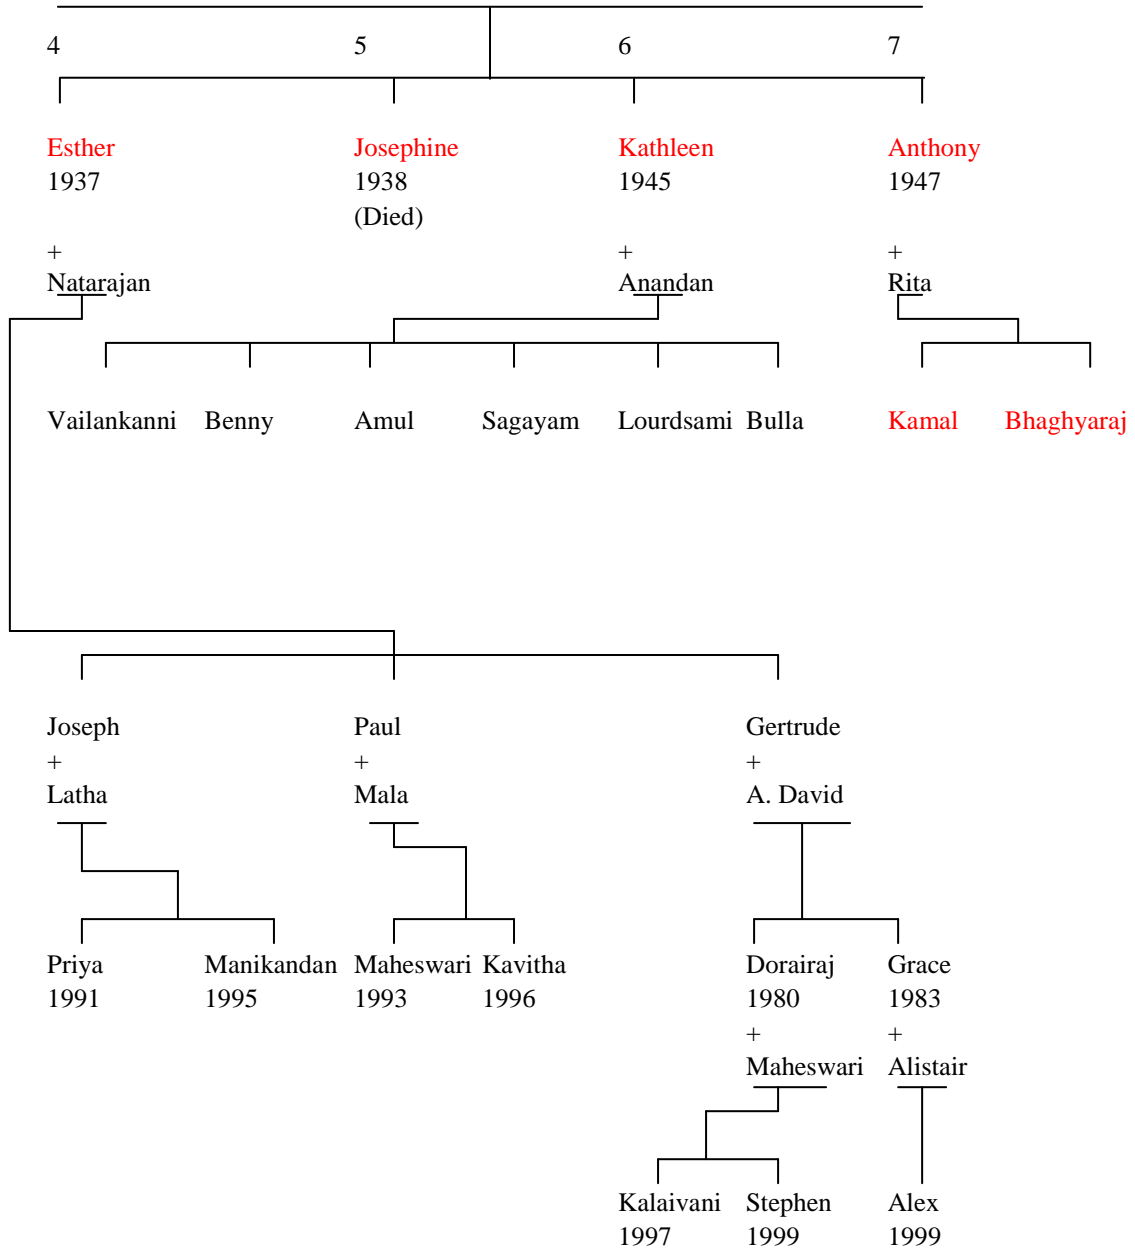 4 5 6 7
Esther Josephine Kathleen Anthony
1937 1938 1945 1947
(Died)
+ + +
Natarajan Anandan Rita
Vailankanni Benny Amul Sagayam Lourdsami Bulla Kamal Bhaghyaraj
Joseph Paul Gertrude
+ + +
Latha Mala A. David
Priya Manikandan Maheswari Kavitha Dorairaj Grace
1991 1995 1993 1996 1980 1983
+ +
Maheswari Alistair
Kalaivani Stephen Alex
1997 1999 1999